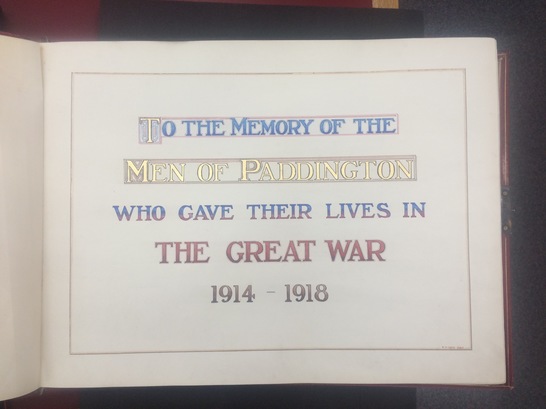 TO THE MEMORY OF THE
MEN OF PADDINGTON
WHO GAVE THEIR LIVES IN
THE GREAT WAR
1914 - 1918